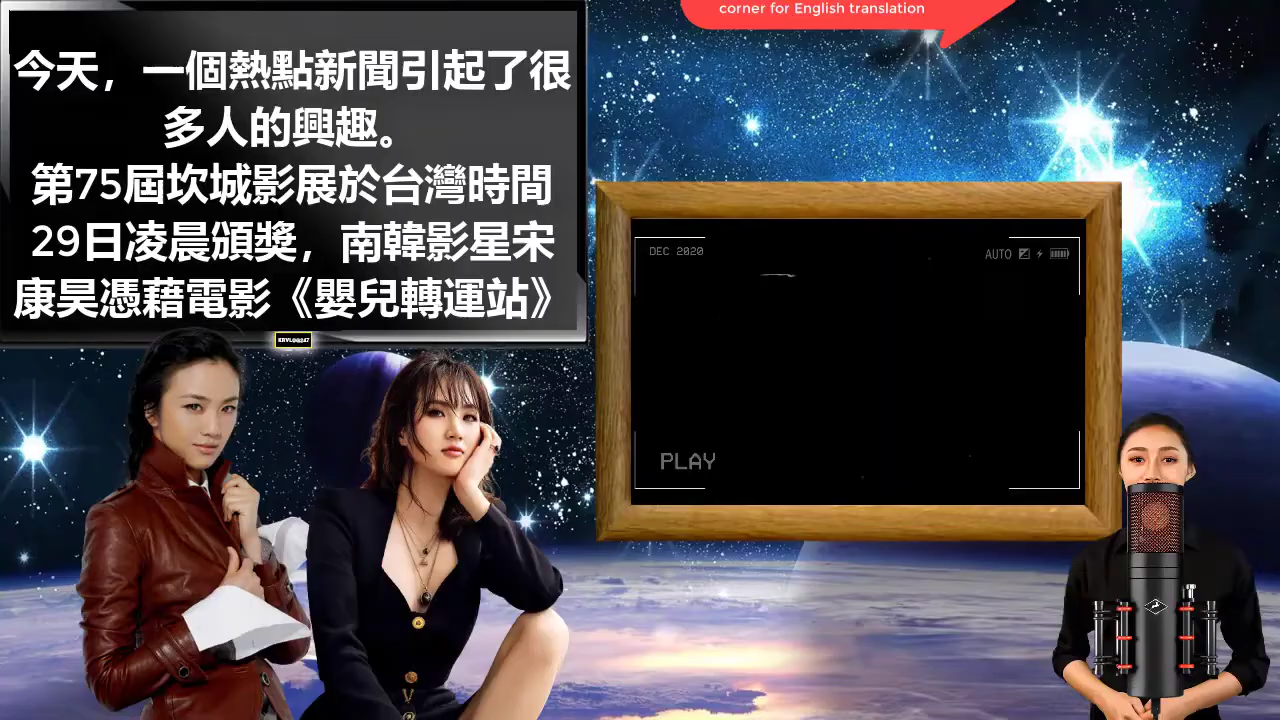 corner for English translation
今天，一個熱點新聞引起了很
多人的興趣。
第75屆坎城影展於台灣時間
29日凌晨頒獎，南韓影星宋
康昊憑藉電影《嬰兒轉運站》
KRVLOG247
DEC 2020
AUTO
PLAY